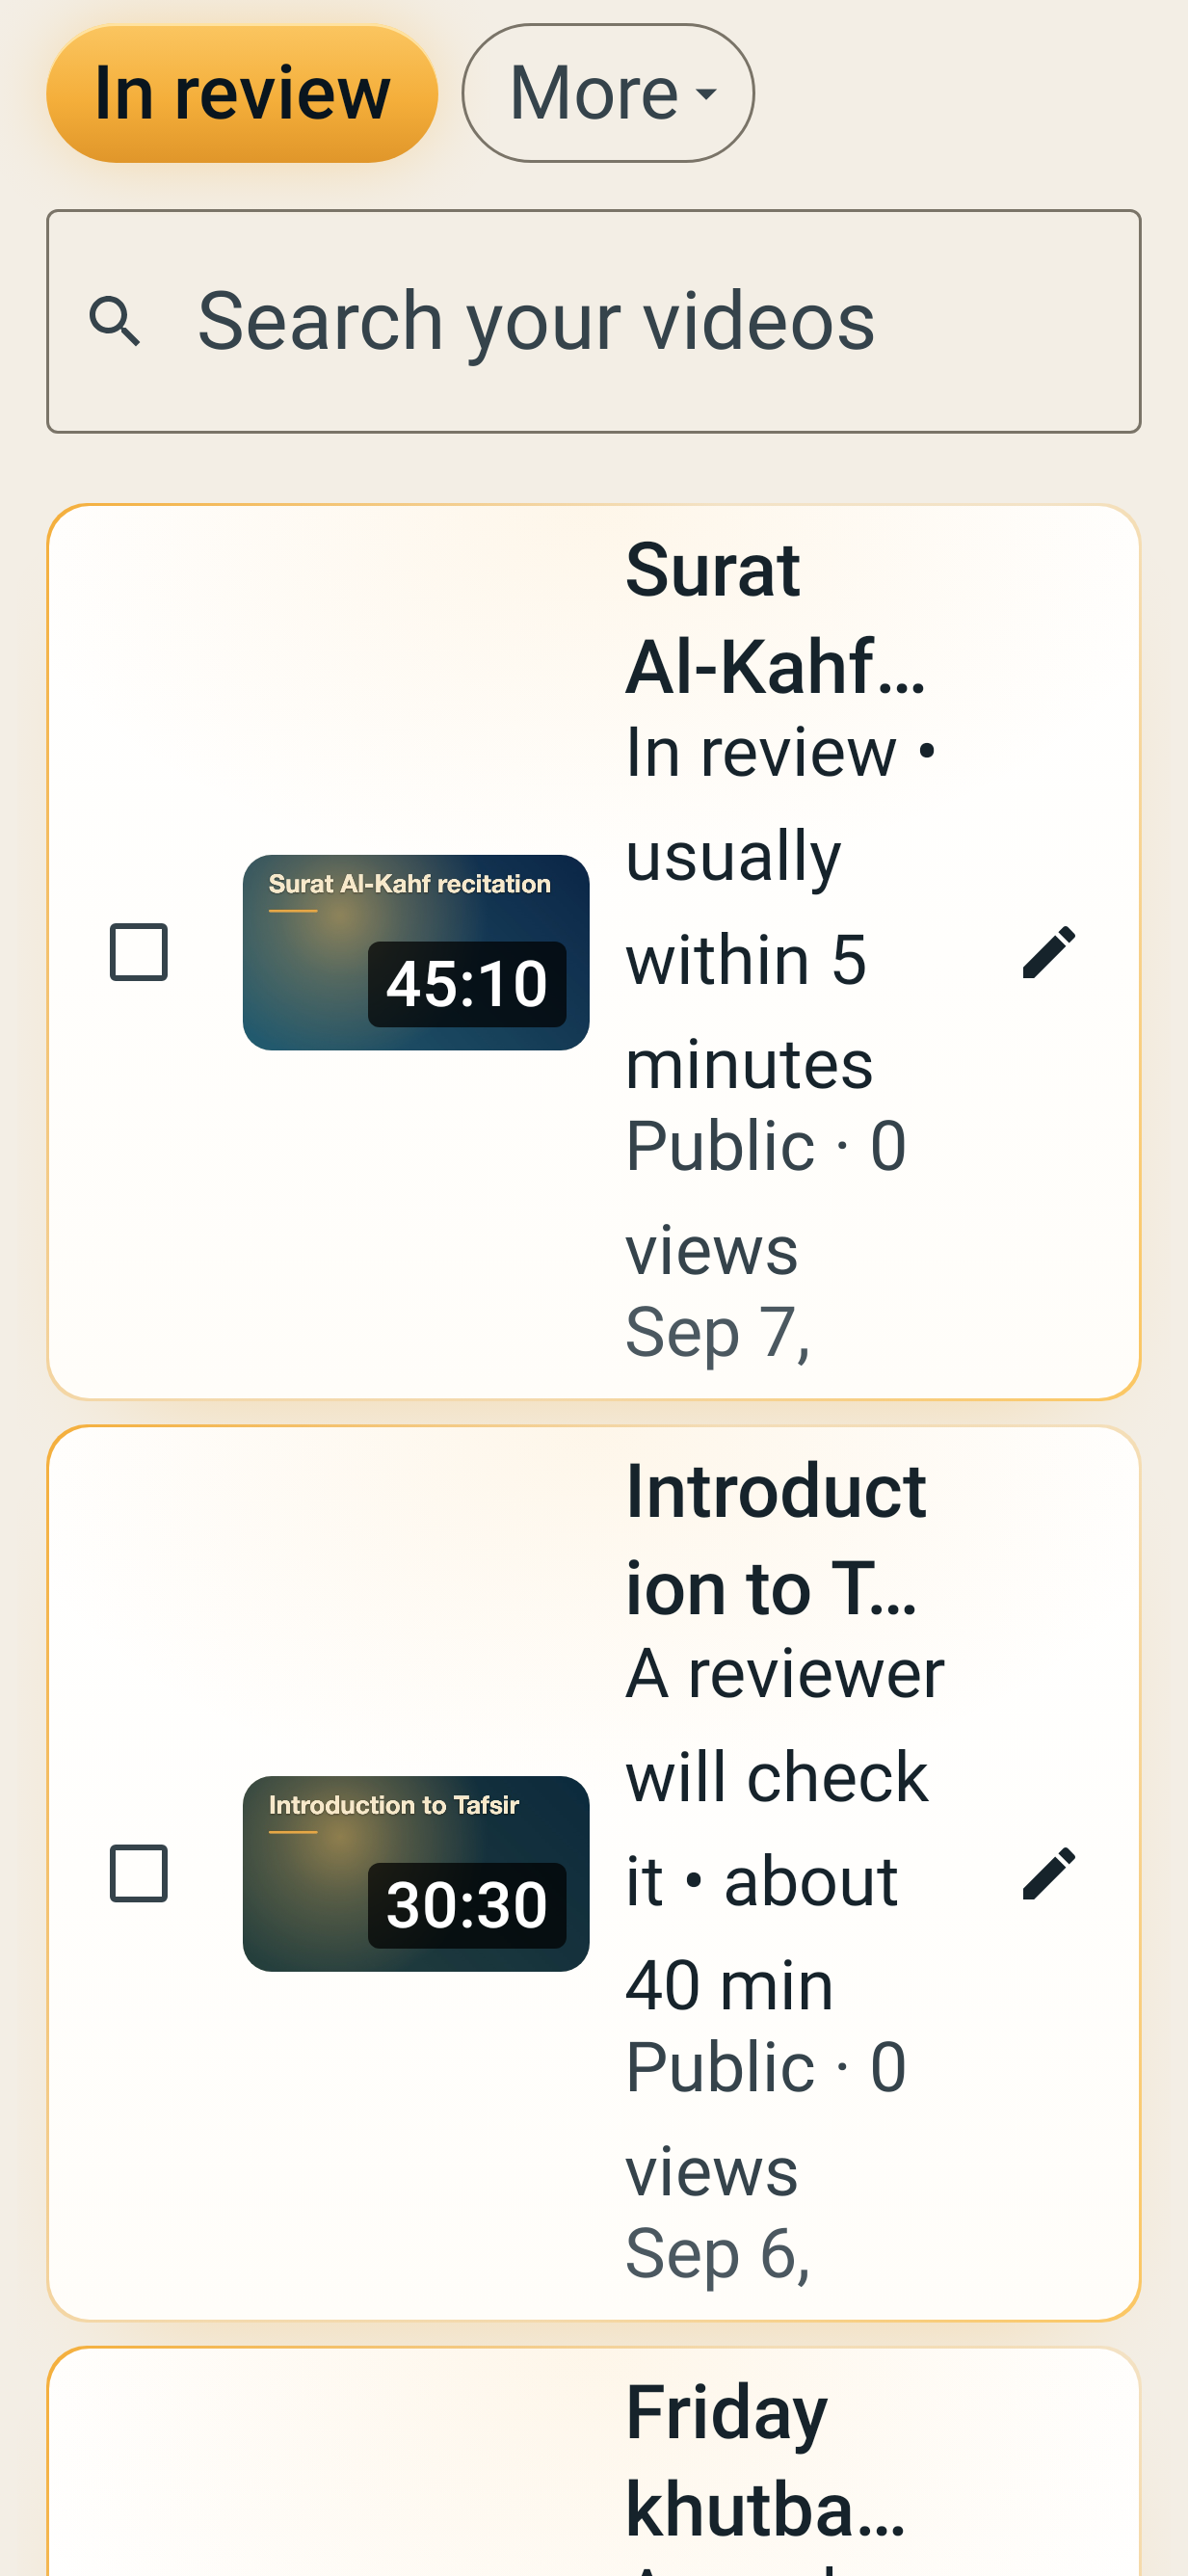 In review
More
Search your videos
Surat
Al-Kahf...
In review •
usually
within 5
minutes
Public · 0
views
Sep 7,
Surat Al-Kahf recitation
45:10
Introduct
ion to T...
A reviewer
will check
it • about
40 min
Public · 0
views
Sep 6,
Introduction to Tafsir
30:30
Friday
khutba...